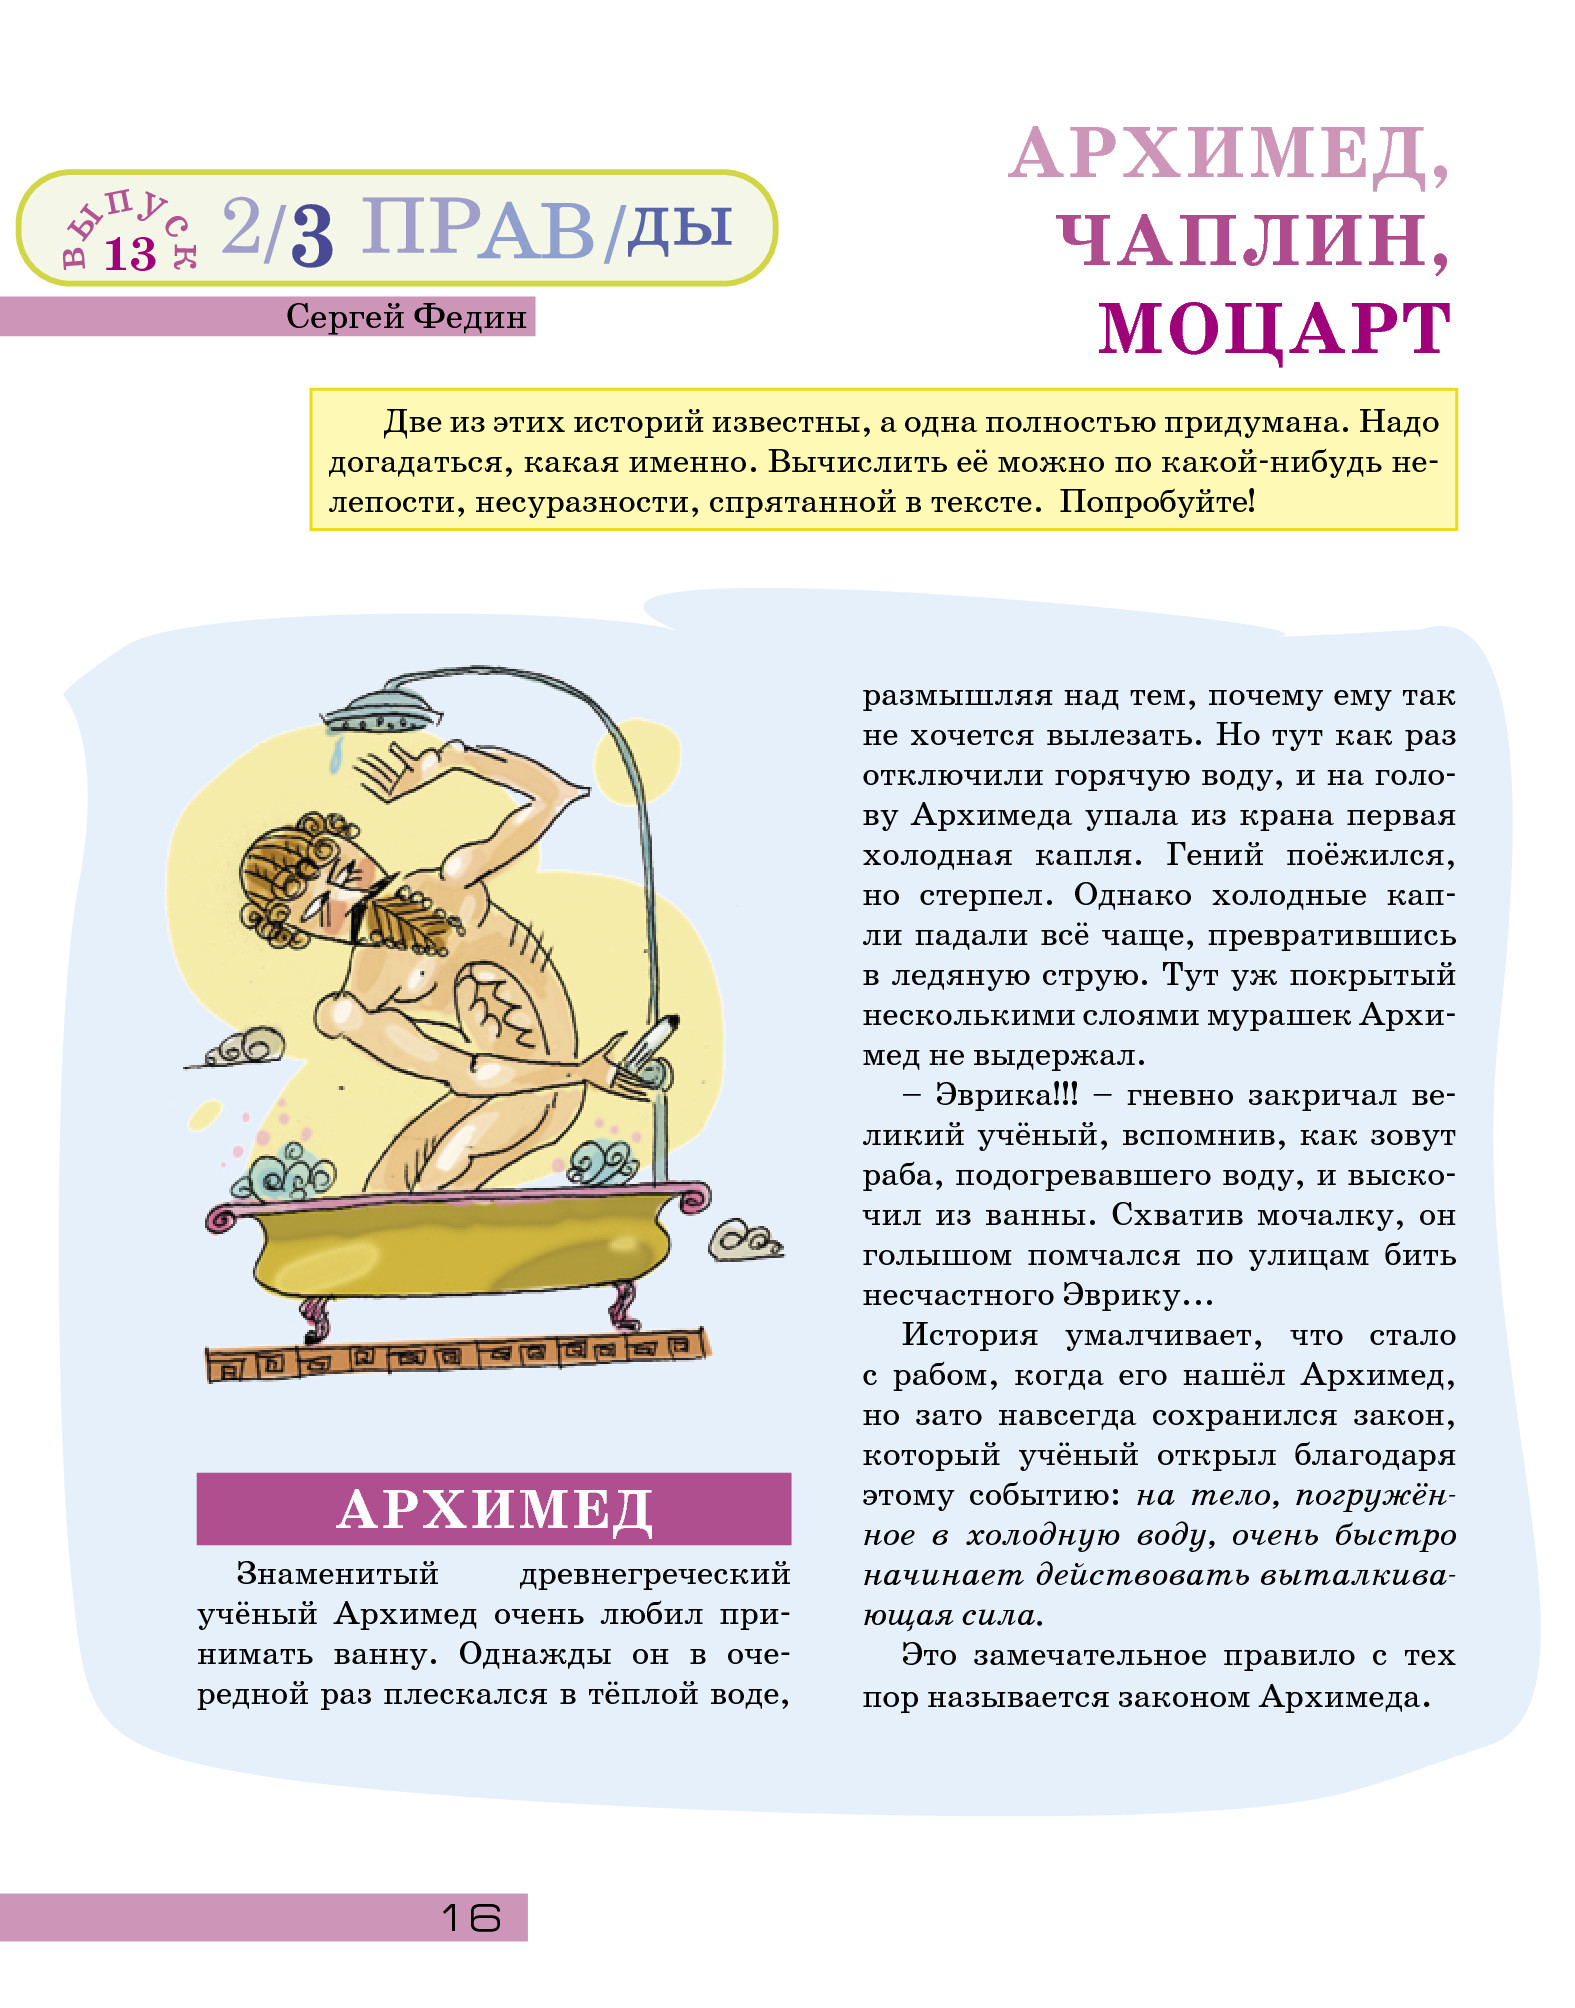 выпуск
13
2/3 ПРАВ/ДЫ
Сергей Федин
АРХИМЕД,
ЧАПЛИН,
МОЦАРТ
Две из этих историй известны, а одна полностью придумана. Надо
догадаться, какая именно. Вычислить её можно по какой-нибудь не-
лепости, несуразности, спрятанной в тексте. Попробуйте!
АРХИМЕД
Знаменитый древнегреческий
учёный Архимед очень любил при-
нимать ванну. Однажды он в оче-
редной раз плескался в тёплой воде,
размышляя над тем, почему ему так
не хочется вылезать. Но тут как раз
отключили горячую воду, и на голо-
ву Архимеда упала из крана первая
холодная капля. Гений поёжился,
но стерпел. Однако холодные кап-
ли падали всё чаще, превратившись
в ледяную струю. Тут уж покрытый
несколькими слоями мурашек Архи-
мед не выдержал.
– Эврика!!! – гневно закричал ве-
ликий учёный, вспомнив, как зовут
раба, подогревавшего воду, и выско-
чил из ванны. Схватив мочалку, он
голышом помчался по улицам бить
несчастного Эврику...
История умалчивает, что стало
с рабом, когда его нашёл Архимед,
но зато навсегда сохранился закон,
который учёный открыл благодаря
этому событию: на тело, погружён-
ное в холодную воду, очень быстро
начинает действовать выталкива-
ющая сила.
Это замечательное правило с тех
пор называется законом Архимеда.
16